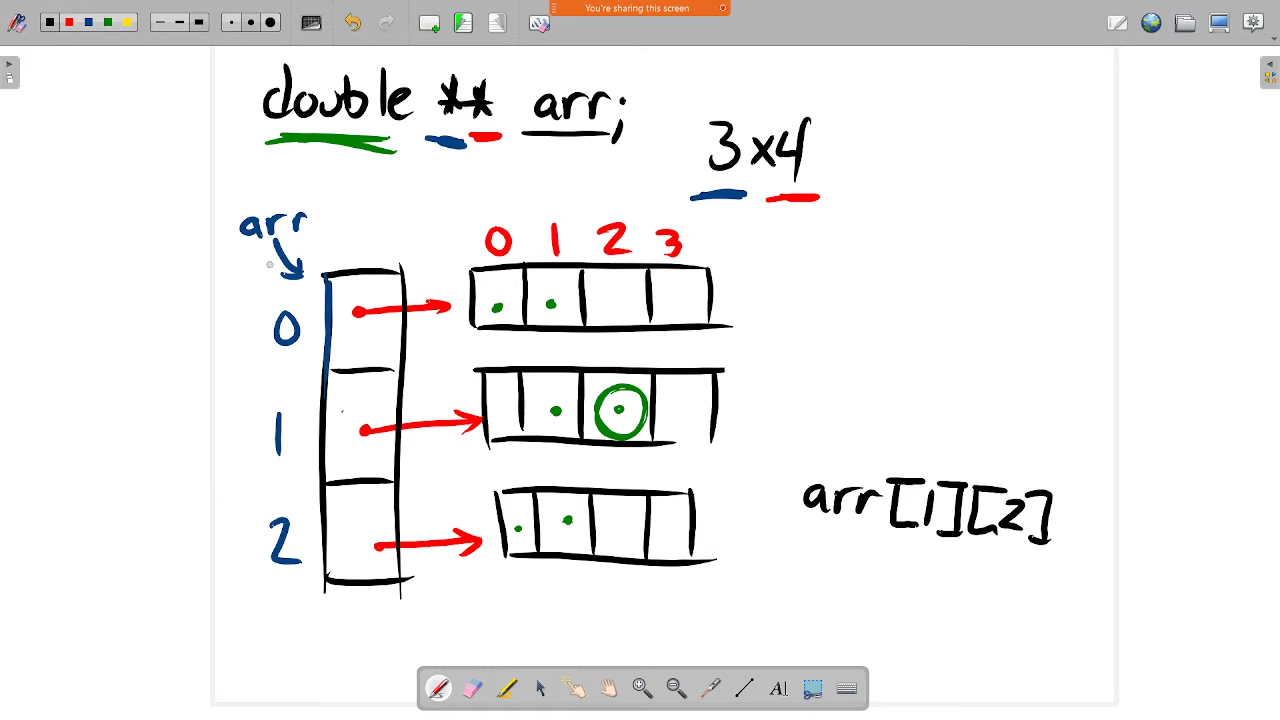 You're sharing this screen
double ** arr;
3x4
arr
0 1 2 3
0
1
2
arr[1][2]
AI